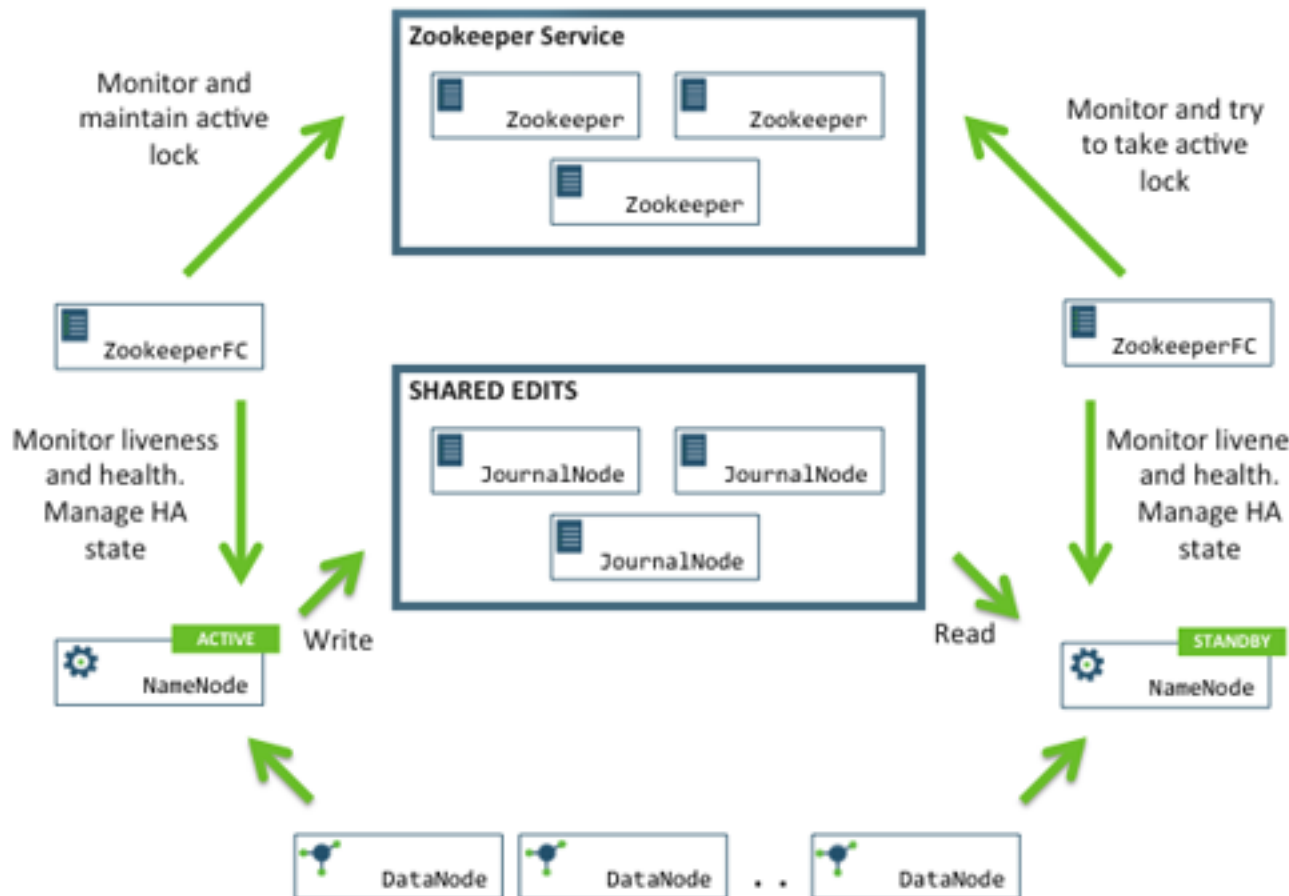 Zookeeper Service
Zookeeper
Zookeeper
Zookeeper
Monitor and
maintain active
lock
Monitor and try
to take active
lock
ZookeeperFC
ZookeeperFC
SHARED EDITS
JournalNode
JournalNode
JournalNode
Monitor liveness
and health.
Manage HA
state
Monitor livene
and health.
Manage HA
state
Write
Read
ACTIVE
NameNode
STANDBY
NameNode
DataNode
DataNode
. .
DataNode